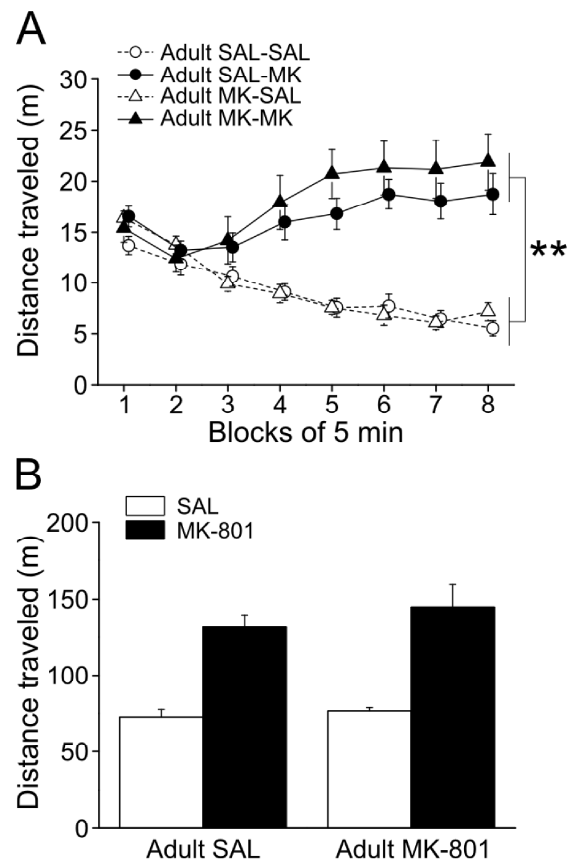 A
Adult SAL-SAL
Adult SAL-MK
Adult MK-SAL
Adult MK-MK
Distance traveled (m)
30
25
20
15
10
5
0
**
1 2 3 4 5 6 7 8
Blocks of 5 min
B
SAL
MK-801
Distance traveled (m)
200
150
100
50
0
Adult SAL Adult MK-801